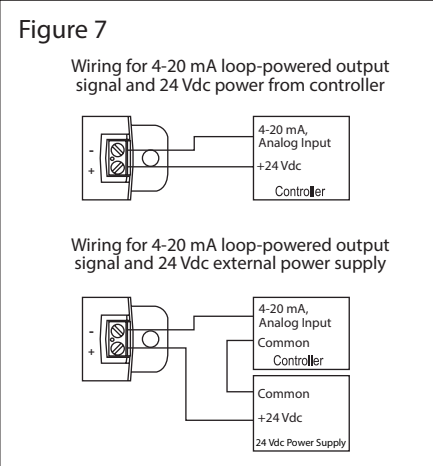 Figure 7
Wiring for 4-20 mA loop-powered output
signal and 24 Vdc power from controller
4-20 mA,
Analog Input
-
+
+24 Vdc
Controller
Wiring for 4-20 mA loop-powered output
signal and 24 Vdc external power supply
4-20 mA,
Analog Input
-
+
Common
Controller
Common
+24 Vdc
24 Vdc Power Supply